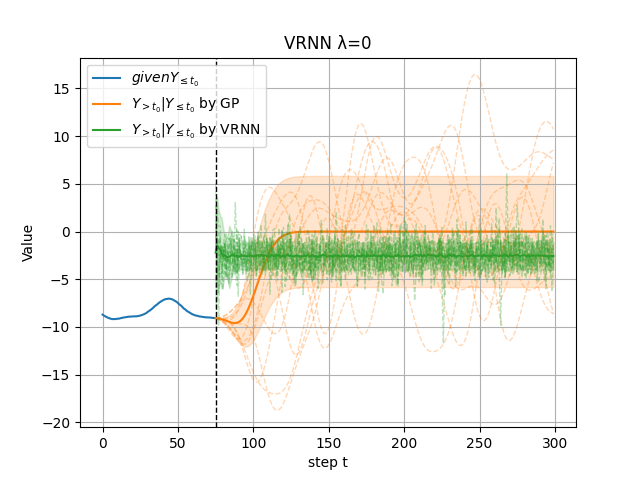 VRNN λ=0
givenY≤t₀
Y>t₀|Y≤t₀ by GP
Y>t₀|Y≤t₀ by VRNN
Value
15
10
5
0
−5
−10
−15
−20
0 50 100 150 200 250 300
step t